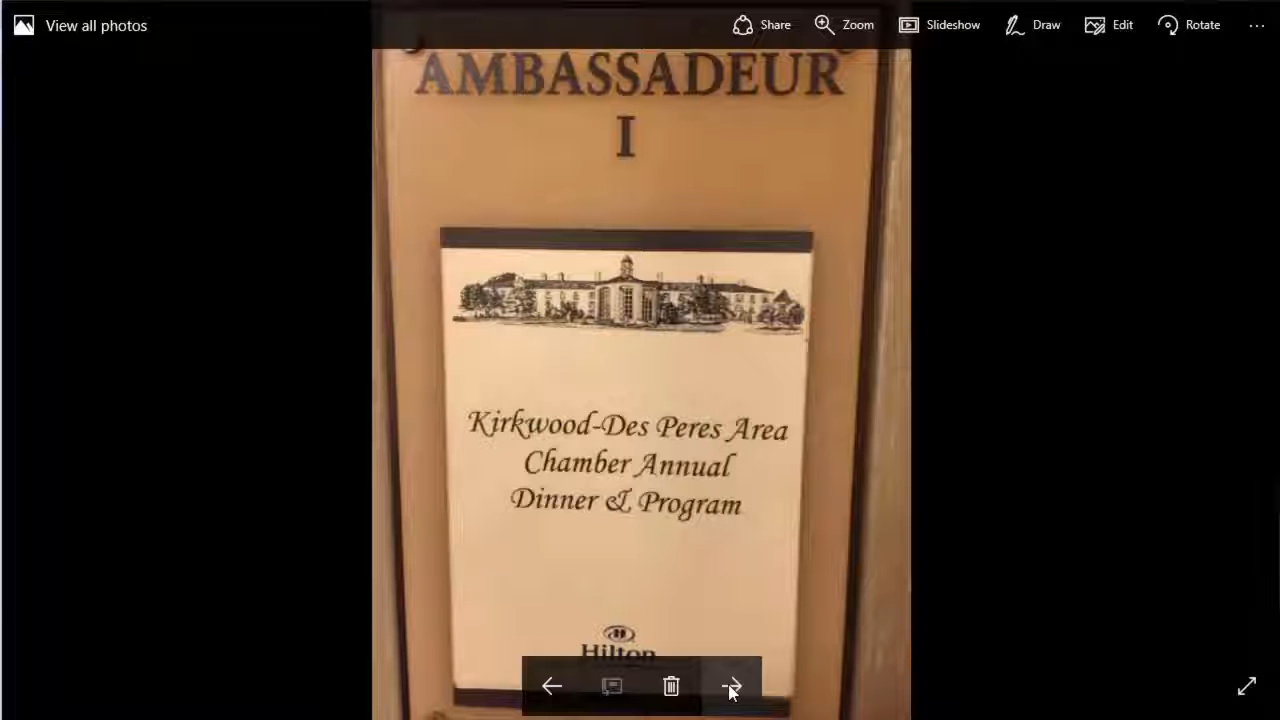 View all photos
Share
Zoom
Slideshow
Draw
Edit
Rotate
AMBASSADEUR
I
Kirkwood-Des Peres Area
Chamber Annual
Dinner & Program
Hilton